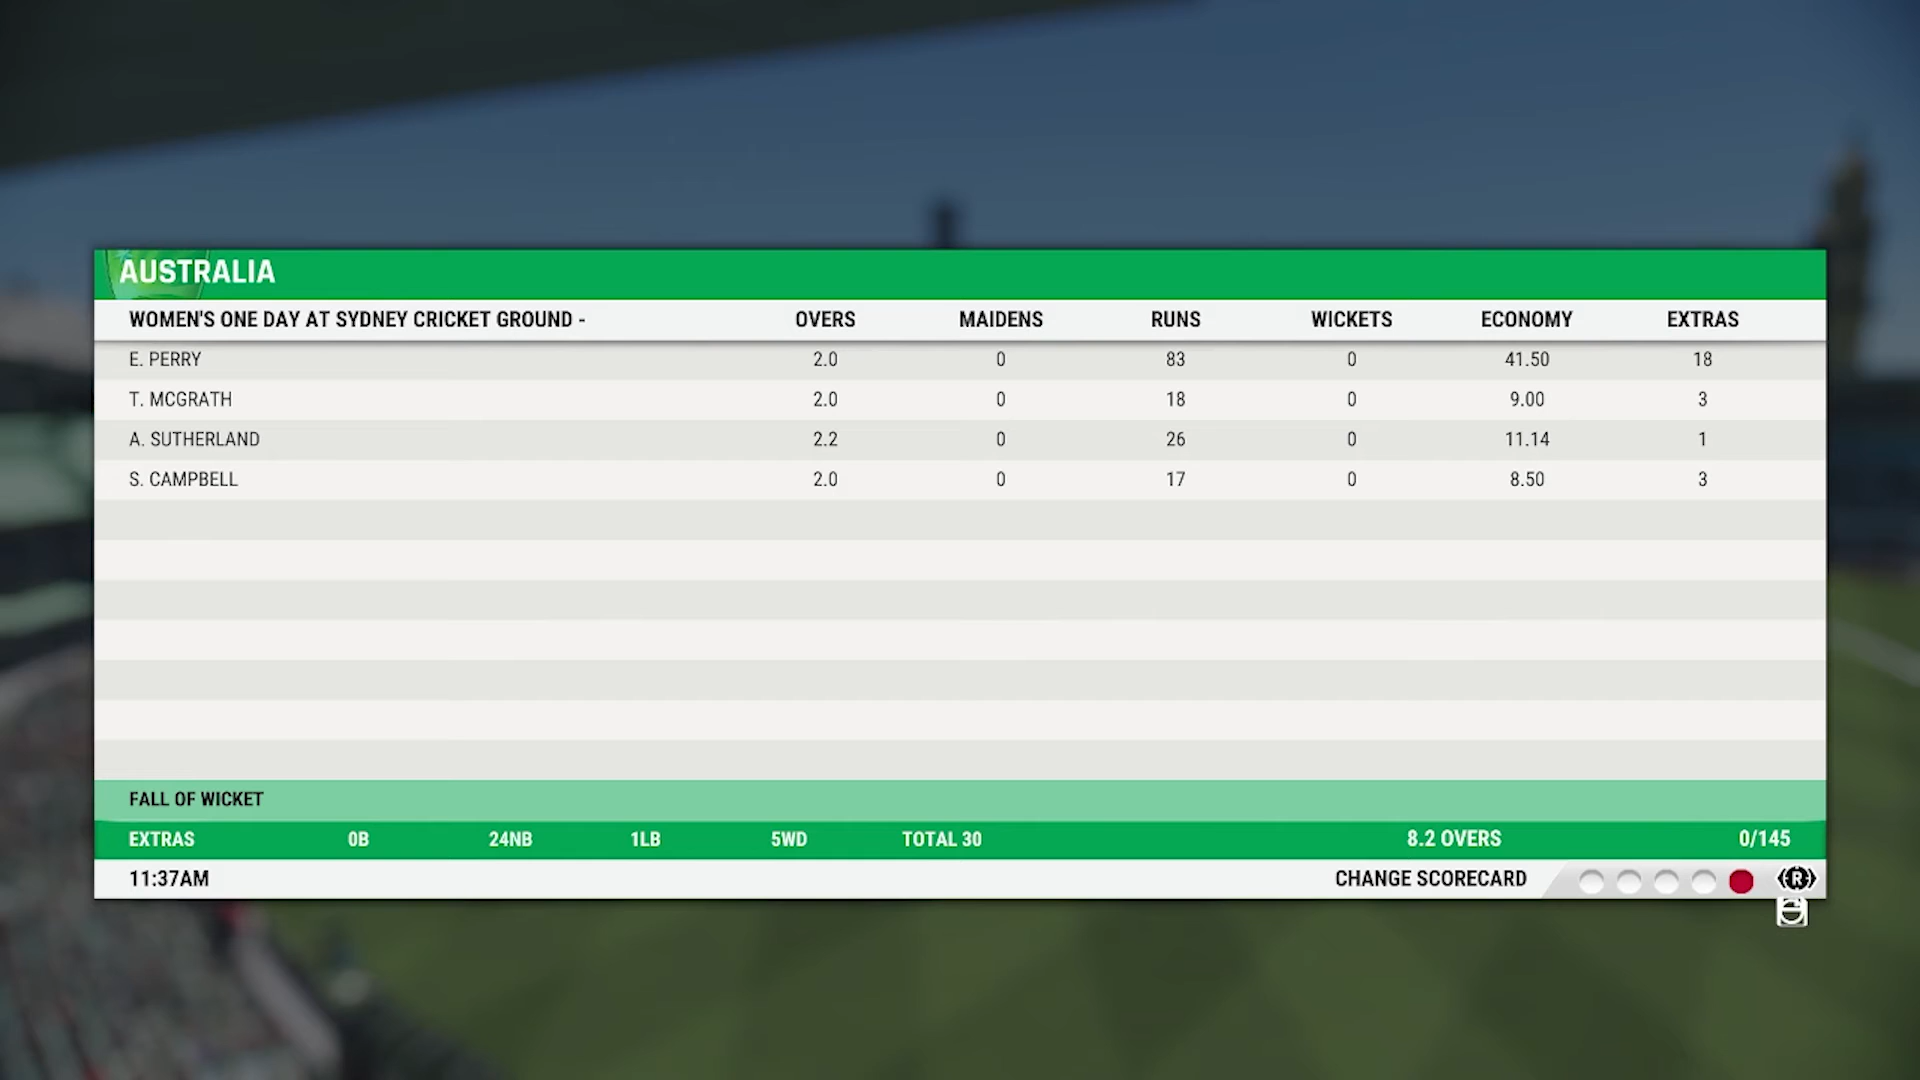 AUSTRALIA
WOMEN'S ONE DAY AT SYDNEY CRICKET GROUND - OVERS MAIDENS RUNS WICKETS ECONOMY EXTRAS
E. PERRY 2.0 0 83 0 41.50 18
T. MCGRATH 2.0 0 18 0 9.00 3
A. SUTHERLAND 2.2 0 26 0 11.14 1
S. CAMPBELL 2.0 0 17 0 8.50 3
FALL OF WICKET
EXTRAS 0B 24NB 1LB 5WD TOTAL 30 8.2 OVERS 0/145
11:37AM CHANGE SCORECARD R